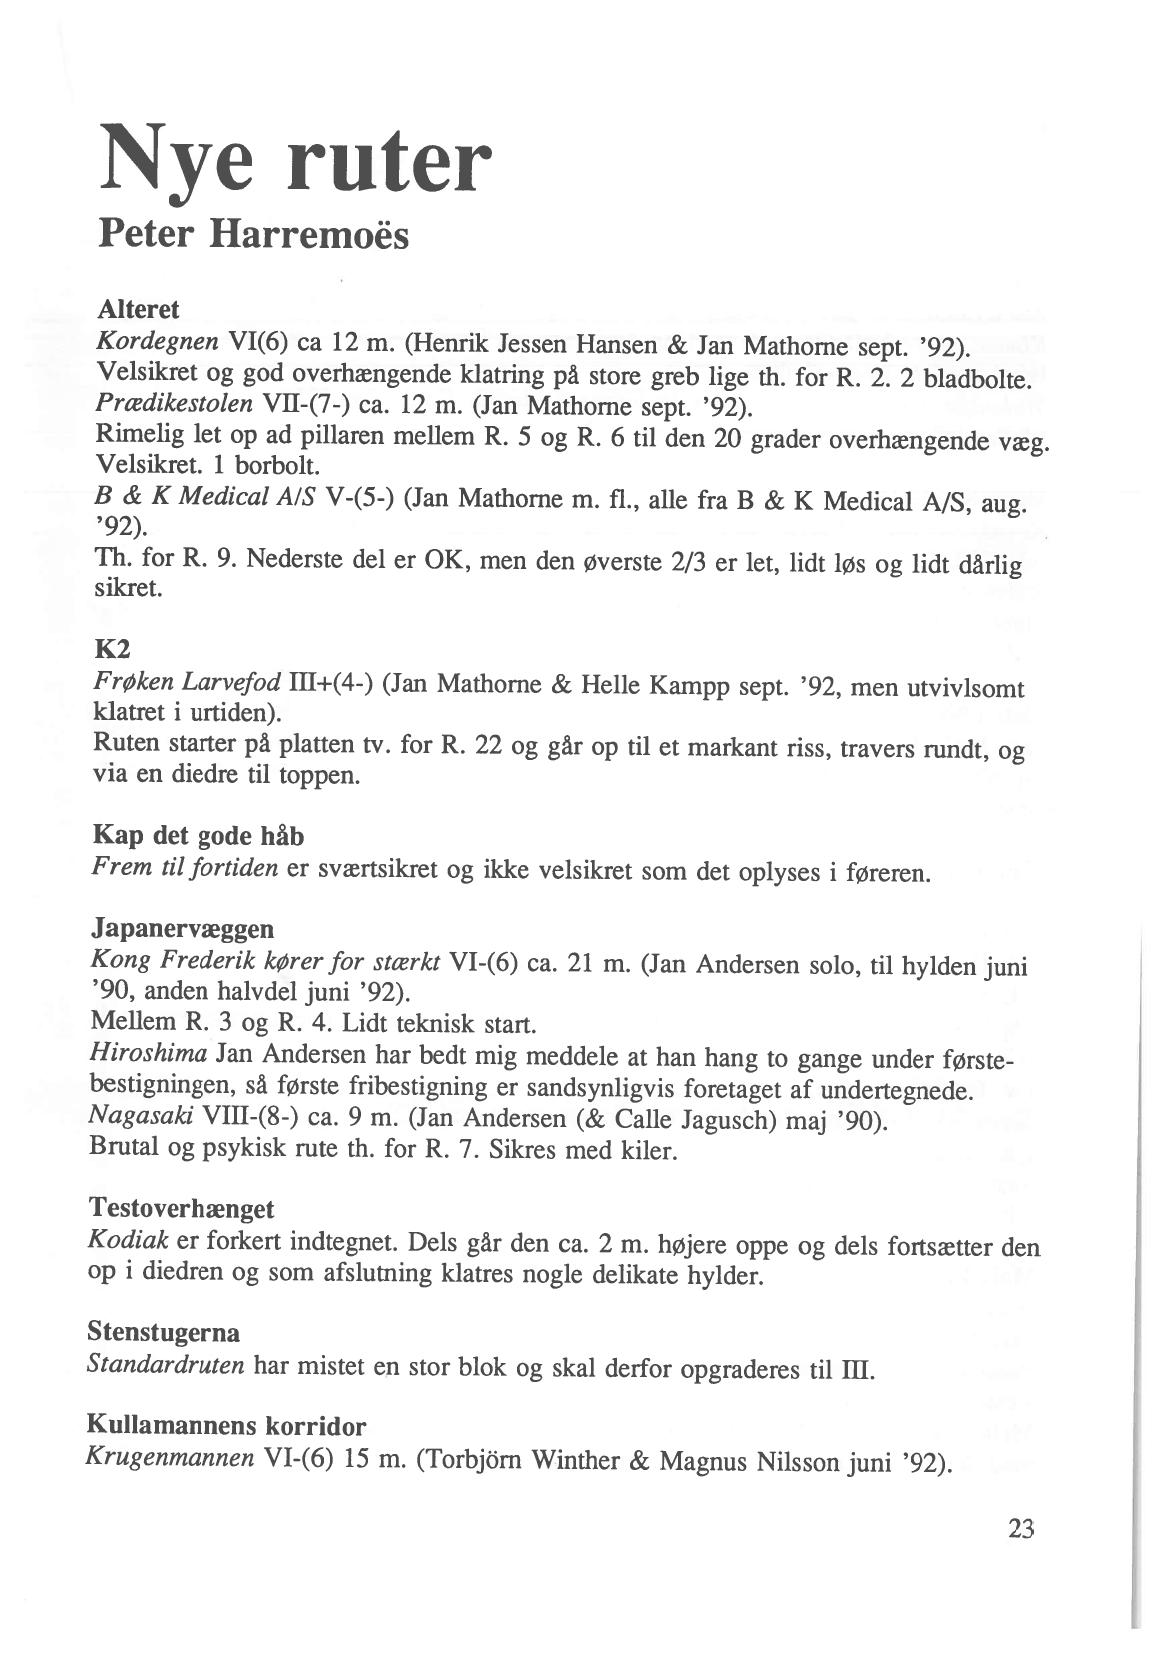 Nye ruter
Peter Harremoës
Alteret
Kordegnen VI(6) ca 12 m. (Henrik Jessen Hansen & Jan Mathorne sept. ’92).
Velsikret og god overhængende klatring på store greb lige th. for R. 2. 2 bladbolte.
Prædikestolen VII-(7-) ca. 12 m. (Jan Mathorne sept. ’92).
Rimelig let op ad pillaren mellem R. 5 og R. 6 til den 20 grader overhængende væg.
Velsikret. 1 borbolt.
B & K Medical A/S V-(5-) (Jan Mathorne m. fl., alle fra B & K Medical A/S, aug.
’92).
Th. for R. 9. Nederste del er OK, men den øverste 2/3 er let, lidt løs og lidt dårlig
sikret.
K2
Frøken Larvefod III+(4-) (Jan Mathorne & Helle Kampp sept. ’92, men utvivlsomt
klatret i urtiden).
Ruten starter på platten tv. for R. 22 og går op til et markant riss, travers rundt, og
via en diedre til toppen.
Kap det gode håb
Frem til fortiden er sværtsikret og ikke velsikret som det oplyses i føreren.
Japanervæggen
Kong Frederik kører for stærkt VI-(6) ca. 21 m. (Jan Andersen solo, til hylden juni
’90, anden halvdel juni ’92).
Mellem R. 3 og R. 4. Lidt teknisk start.
Hiroshima Jan Andersen har bedt mig meddele at han hang to gange under første-
bestigningen, så første fribestigning er sandsynligvis foretaget af undertegnede.
Nagasaki VIII-(8-) ca. 9 m. (Jan Andersen (& Calle Jagusch) maj ’90).
Brutal og psykisk rute th. for R. 7. Sikres med kiler.
Testoverhænget
Kodiak er forkert indtegnet. Dels går den ca. 2 m. højere oppe og dels fortsætter den
op i diedren og som afslutning klatres nogle delikate hylder.
Stenstugerna
Standardruten har mistet en stor blok og skal derfor opgraderes til III.
Kullamannens korridor
Krugenmannen VI-(6) 15 m. (Torbjörn Winther & Magnus Nilsson juni ’92).
23